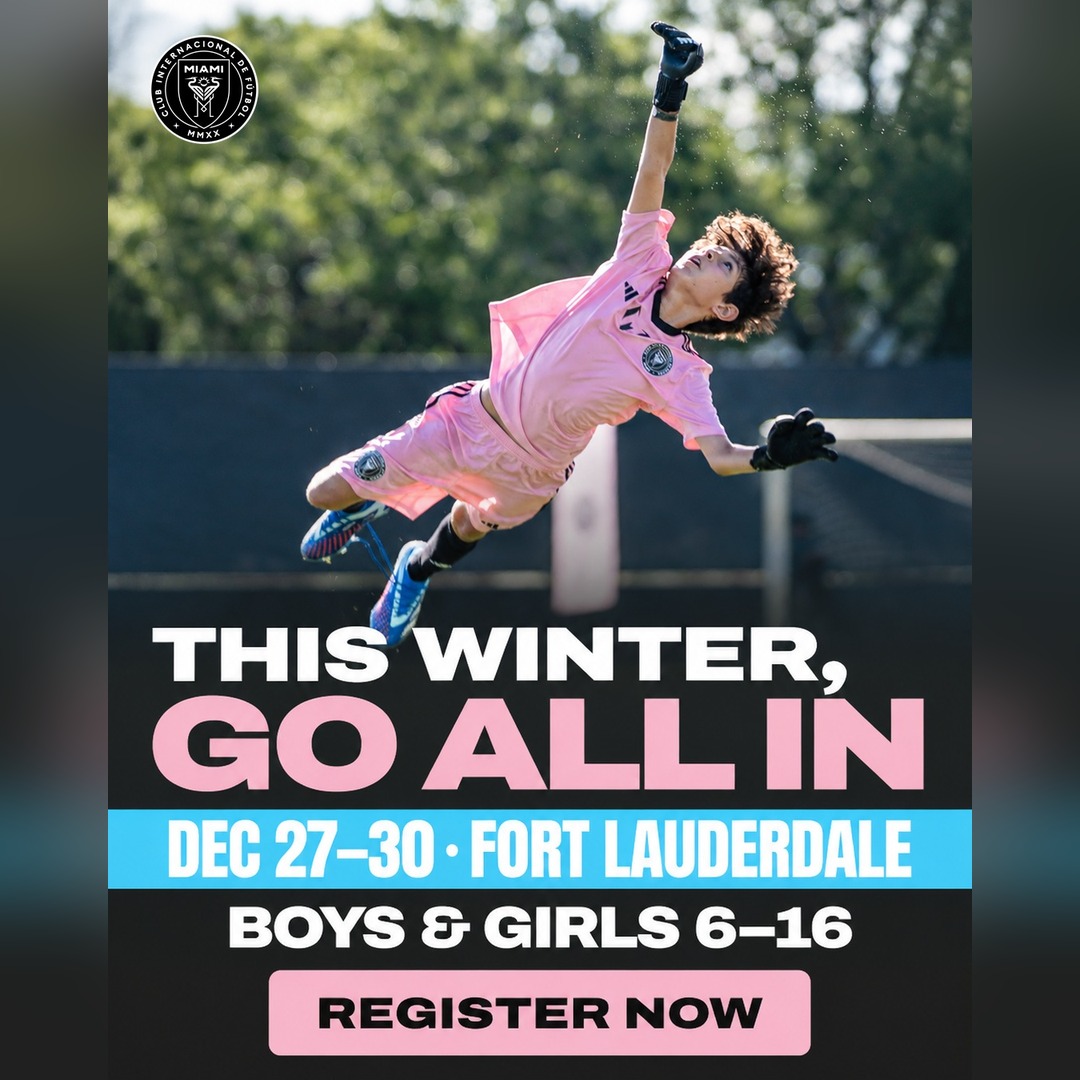 CLUB INTERNACIONAL DE FÚTBOL
MIAMI
MMXX
THIS WINTER,
GO ALL IN
DEC 27–30 · FORT LAUDERDALE
BOYS & GIRLS 6–16
REGISTER NOW